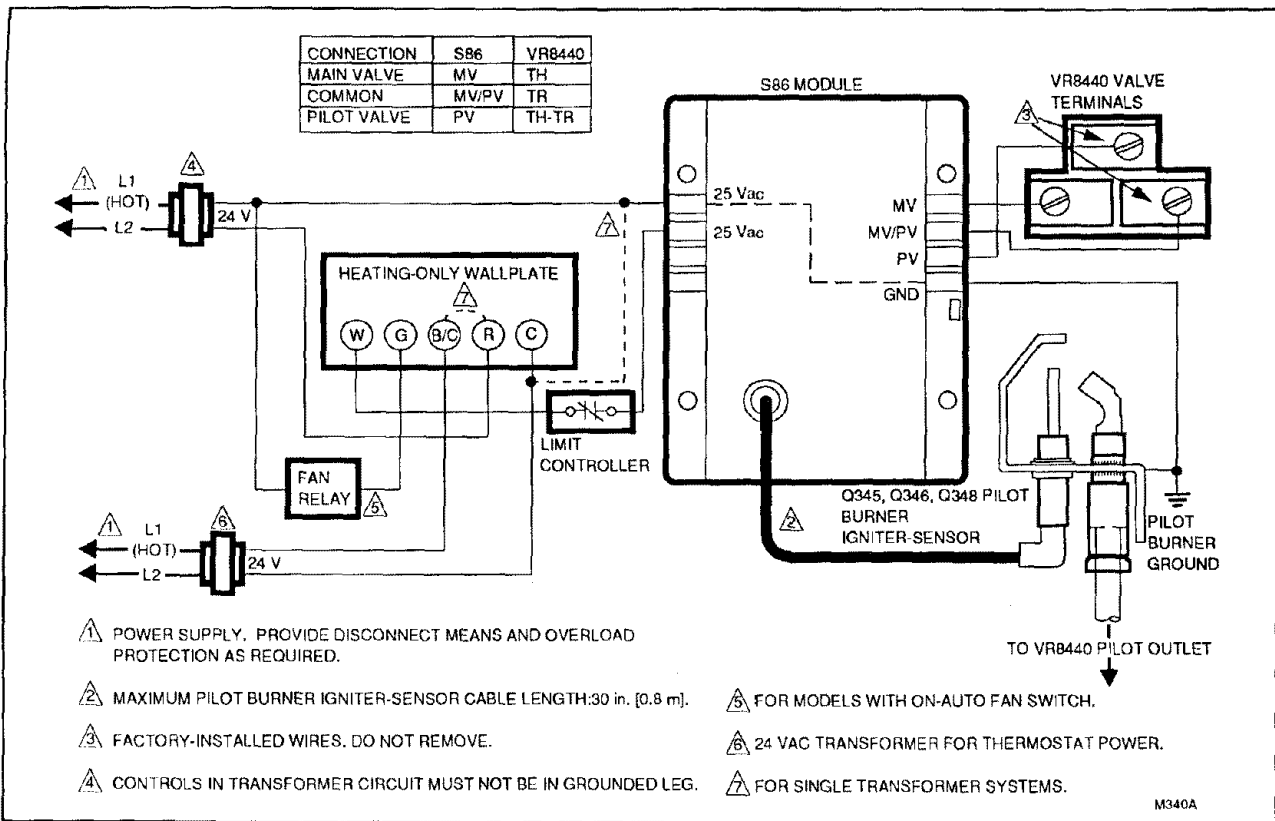 CONNECTION S86 VR8440
MAIN VALVE MV TH
COMMON MV/PV TR
PILOT VALVE PV TH-TR
S86 MODULE
VR8440 VALVE
TERMINALS
3
4
1 L1
(HOT)
L2
24 V
7
25 Vac
25 Vac
MV
MV/PV
PV
GND
HEATING-ONLY WALLPLATE
7
W G B/C R C
LIMIT
CONTROLLER
FAN
RELAY
5
1 L1
(HOT)
L2
6
24 V
2
Q345, Q346, Q348 PILOT
BURNER
IGNITER-SENSOR
PILOT
BURNER
GROUND
TO VR8440 PILOT OUTLET
1 POWER SUPPLY. PROVIDE DISCONNECT MEANS AND OVERLOAD
PROTECTION AS REQUIRED.
2 MAXIMUM PILOT BURNER IGNITER-SENSOR CABLE LENGTH:30 in. [0.8 m].
3 FACTORY-INSTALLED WIRES. DO NOT REMOVE.
4 CONTROLS IN TRANSFORMER CIRCUIT MUST NOT BE IN GROUNDED LEG.
5 FOR MODELS WITH ON-AUTO FAN SWITCH.
6 24 VAC TRANSFORMER FOR THERMOSTAT POWER.
7 FOR SINGLE TRANSFORMER SYSTEMS.
M340A